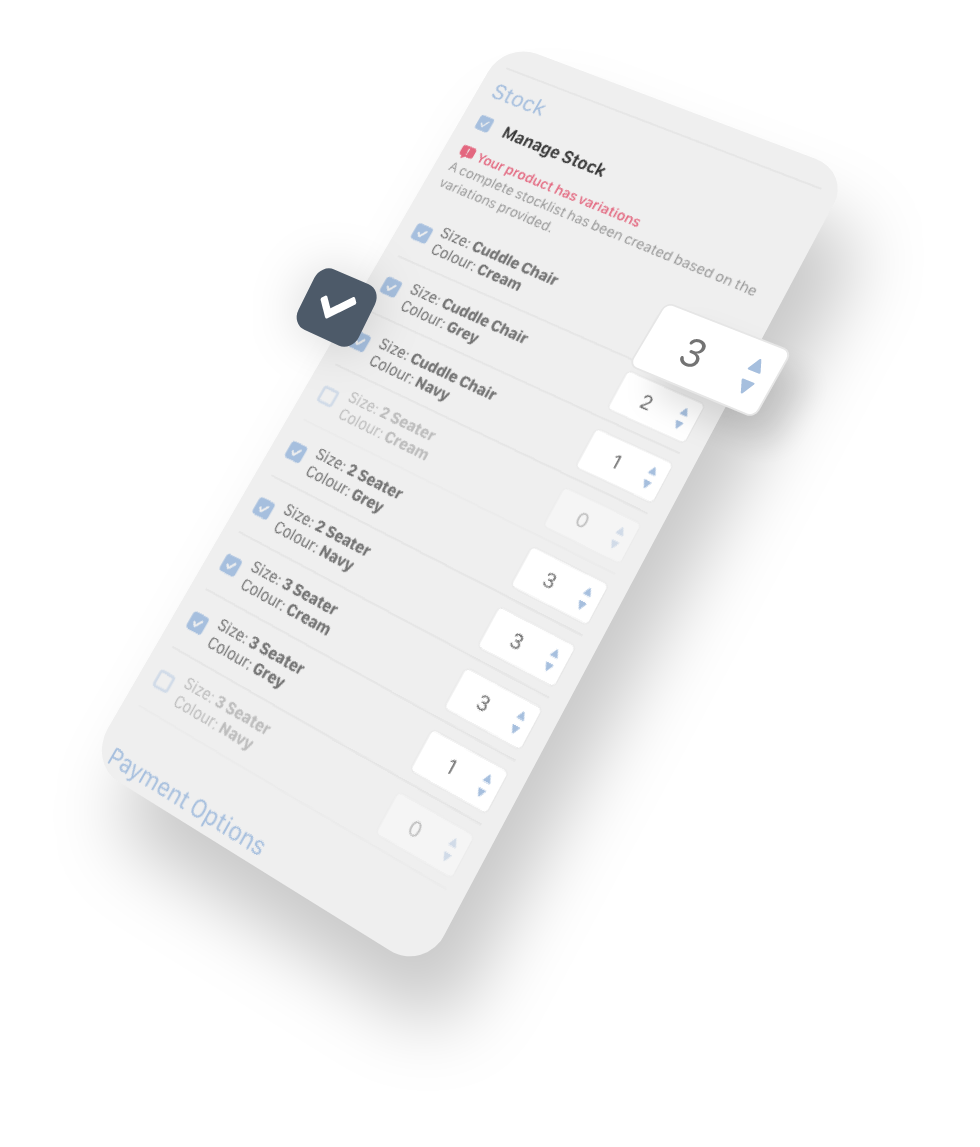 Stock
Manage Stock
Your product has variations
A complete stocklist has been created based on the
variations provided.
Size: Cuddle Chair
Colour: Cream
3
Size: Cuddle Chair
Colour: Grey
2
Size: Cuddle Chair
Colour: Navy
1
Size: 2 Seater
Colour: Cream
0
Size: 2 Seater
Colour: Grey
3
Size: 2 Seater
Colour: Navy
3
Size: 3 Seater
Colour: Cream
3
Size: 3 Seater
Colour: Grey
1
Size: 3 Seater
Colour: Navy
0
Payment Options